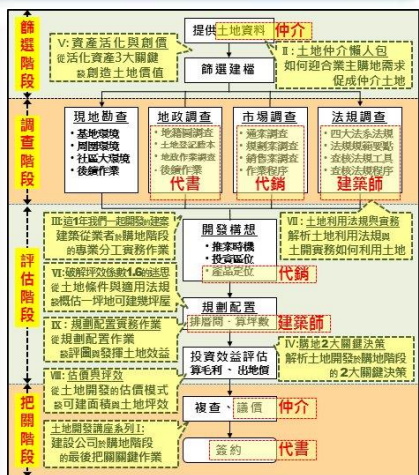 篩選階段
提供土地資料 仲介
V: 資產活化與創價
從活化資產3大關鍵
談創造土地價值
II: 土地仲介懶人包
如何迎合業主購地需求
促成仲介土地
篩選建檔
調查階段
現地勘查
・基地環境
・周圍環境
・社區大環境
・後續作業
地政調查
・地籍圖調查
・土地登記謄本
・地政作業調查
・後續作業
代書
市場調查
・通案調查
・規劃案調查
・銷售案調查
・作業程序
代銷
法規調查
・四大法系法規
・法規規範要點
・查核法規工具
・查核法規程序
建築師
評估階段
III: 這1年我們一起開發的建案
建築從業者於購地階段
的專業分工實務作業
開發構想
・推案時機
・投資區位
・產品定位
代銷
VII: 土地利用法規與實務
解析土地利用法規與
土開實務如何利用土地
VI: 破解坪效係數1.6的迷思
從土地條件與適用法規
談概估一坪地可建幾坪屋
規劃配置
排層間、算坪數
建築師
IX: 規劃配置實務作業
從規劃配置作業
談評圖與發揮土地效益
投資效益評估
算毛利、出地價
IV: 購地2大關鍵決策
解析土地開發於購地階段
的2大關鍵決策
VIII: 估價與坪效
從土地開發的估價模式
談可建面積與土地坪效
把關階段
複查、議價 仲介
土地開發講座系列I:
建設公司於購地階段
的最後把關關鍵作業
簽約 代書